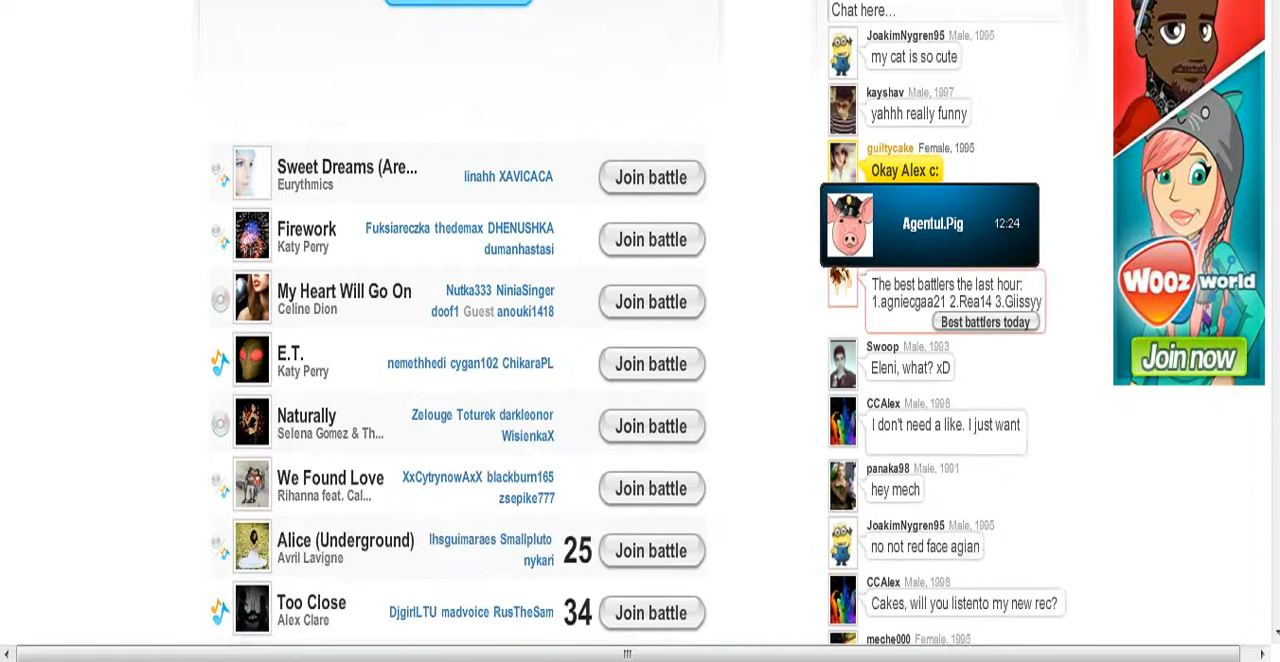 Sweet Dreams (Are...
Eurythmics
linahh XAVICACA
Join battle
Firework
Katy Perry
Fuksiareczka thedemax DHENUSHKA
dumanhastasi
Join battle
My Heart Will Go On
Celine Dion
Nutka333 NiniaSinger
doof1 Guest anouki1418
Join battle
E.T.
Katy Perry
nemethhedi cygan102 ChikaraPL
Join battle
Naturally
Selena Gomez & Th...
Zelouge Toturek darkleonor
WisienkaX
Join battle
We Found Love
Rihanna feat. Cal...
XxCytrynowAxX blackburn165
zsepike777
Join battle
Alice (Underground)
Avril Lavigne
lhsguimaraes Smallpluto
nykari
25
Join battle
Too Close
Alex Clare
DjgirlLTU madvoice RusTheSam
34
Join battle
Chat here...
JoakimNygren95 Male, 1995
my cat is so cute
kayshav Male, 1997
yahhh really funny
guiltycake Female, 1995
Okay Alex c:
Agentul.Pig 12:24
The best battlers the last hour:
1.agniecgaa21 2.Rea14 3.Giissyy
Best battlers today
Swoop Male, 1993
Eleni, what? xD
CCAlex Male, 1998
I don't need a like. I just want
panaka98 Male, 1991
hey mech
JoakimNygren95 Male, 1995
no not red face agian
CCAlex Male, 1998
Cakes, will you listento my new rec?
meche000 Female, 1995
WOOZ world
Join now